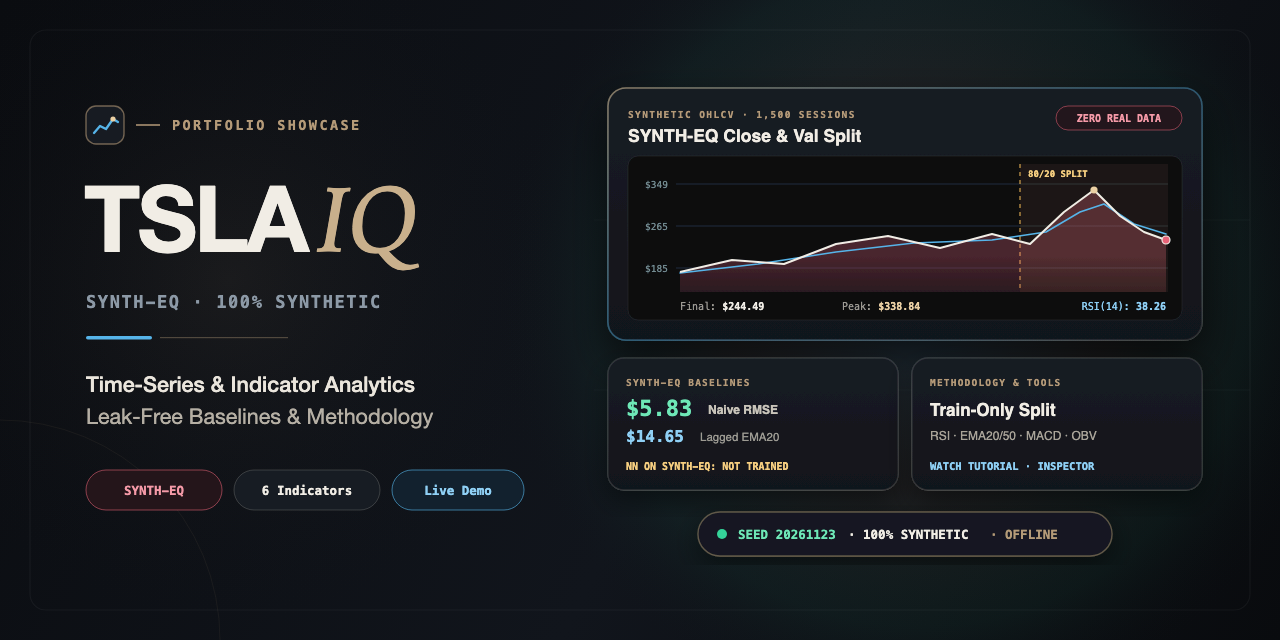 PORTFOLIO SHOWCASE
TSLA IQ
SYNTH-EQ · 100% SYNTHETIC
Time-Series & Indicator Analytics
Leak-Free Baselines & Methodology
SYNTH-EQ 6 Indicators Live Demo
SYNTHETIC OHLCV · 1,500 SESSIONS
SYNTH-EQ Close & Val Split
ZERO REAL DATA
80/20 SPLIT
$349
$265
$185
Final: $244.49 Peak: $338.84 RSI(14): 38.26
SYNTH-EQ BASELINES
$5.83 Naive RMSE
$14.65 Lagged EMA20
NN ON SYNTH-EQ: NOT TRAINED
METHODOLOGY & TOOLS
Train-Only Split
RSI · EMA20/50 · MACD · OBV
WATCH TUTORIAL · INSPECTOR
SEED 20261123 · 100% SYNTHETIC · OFFLINE